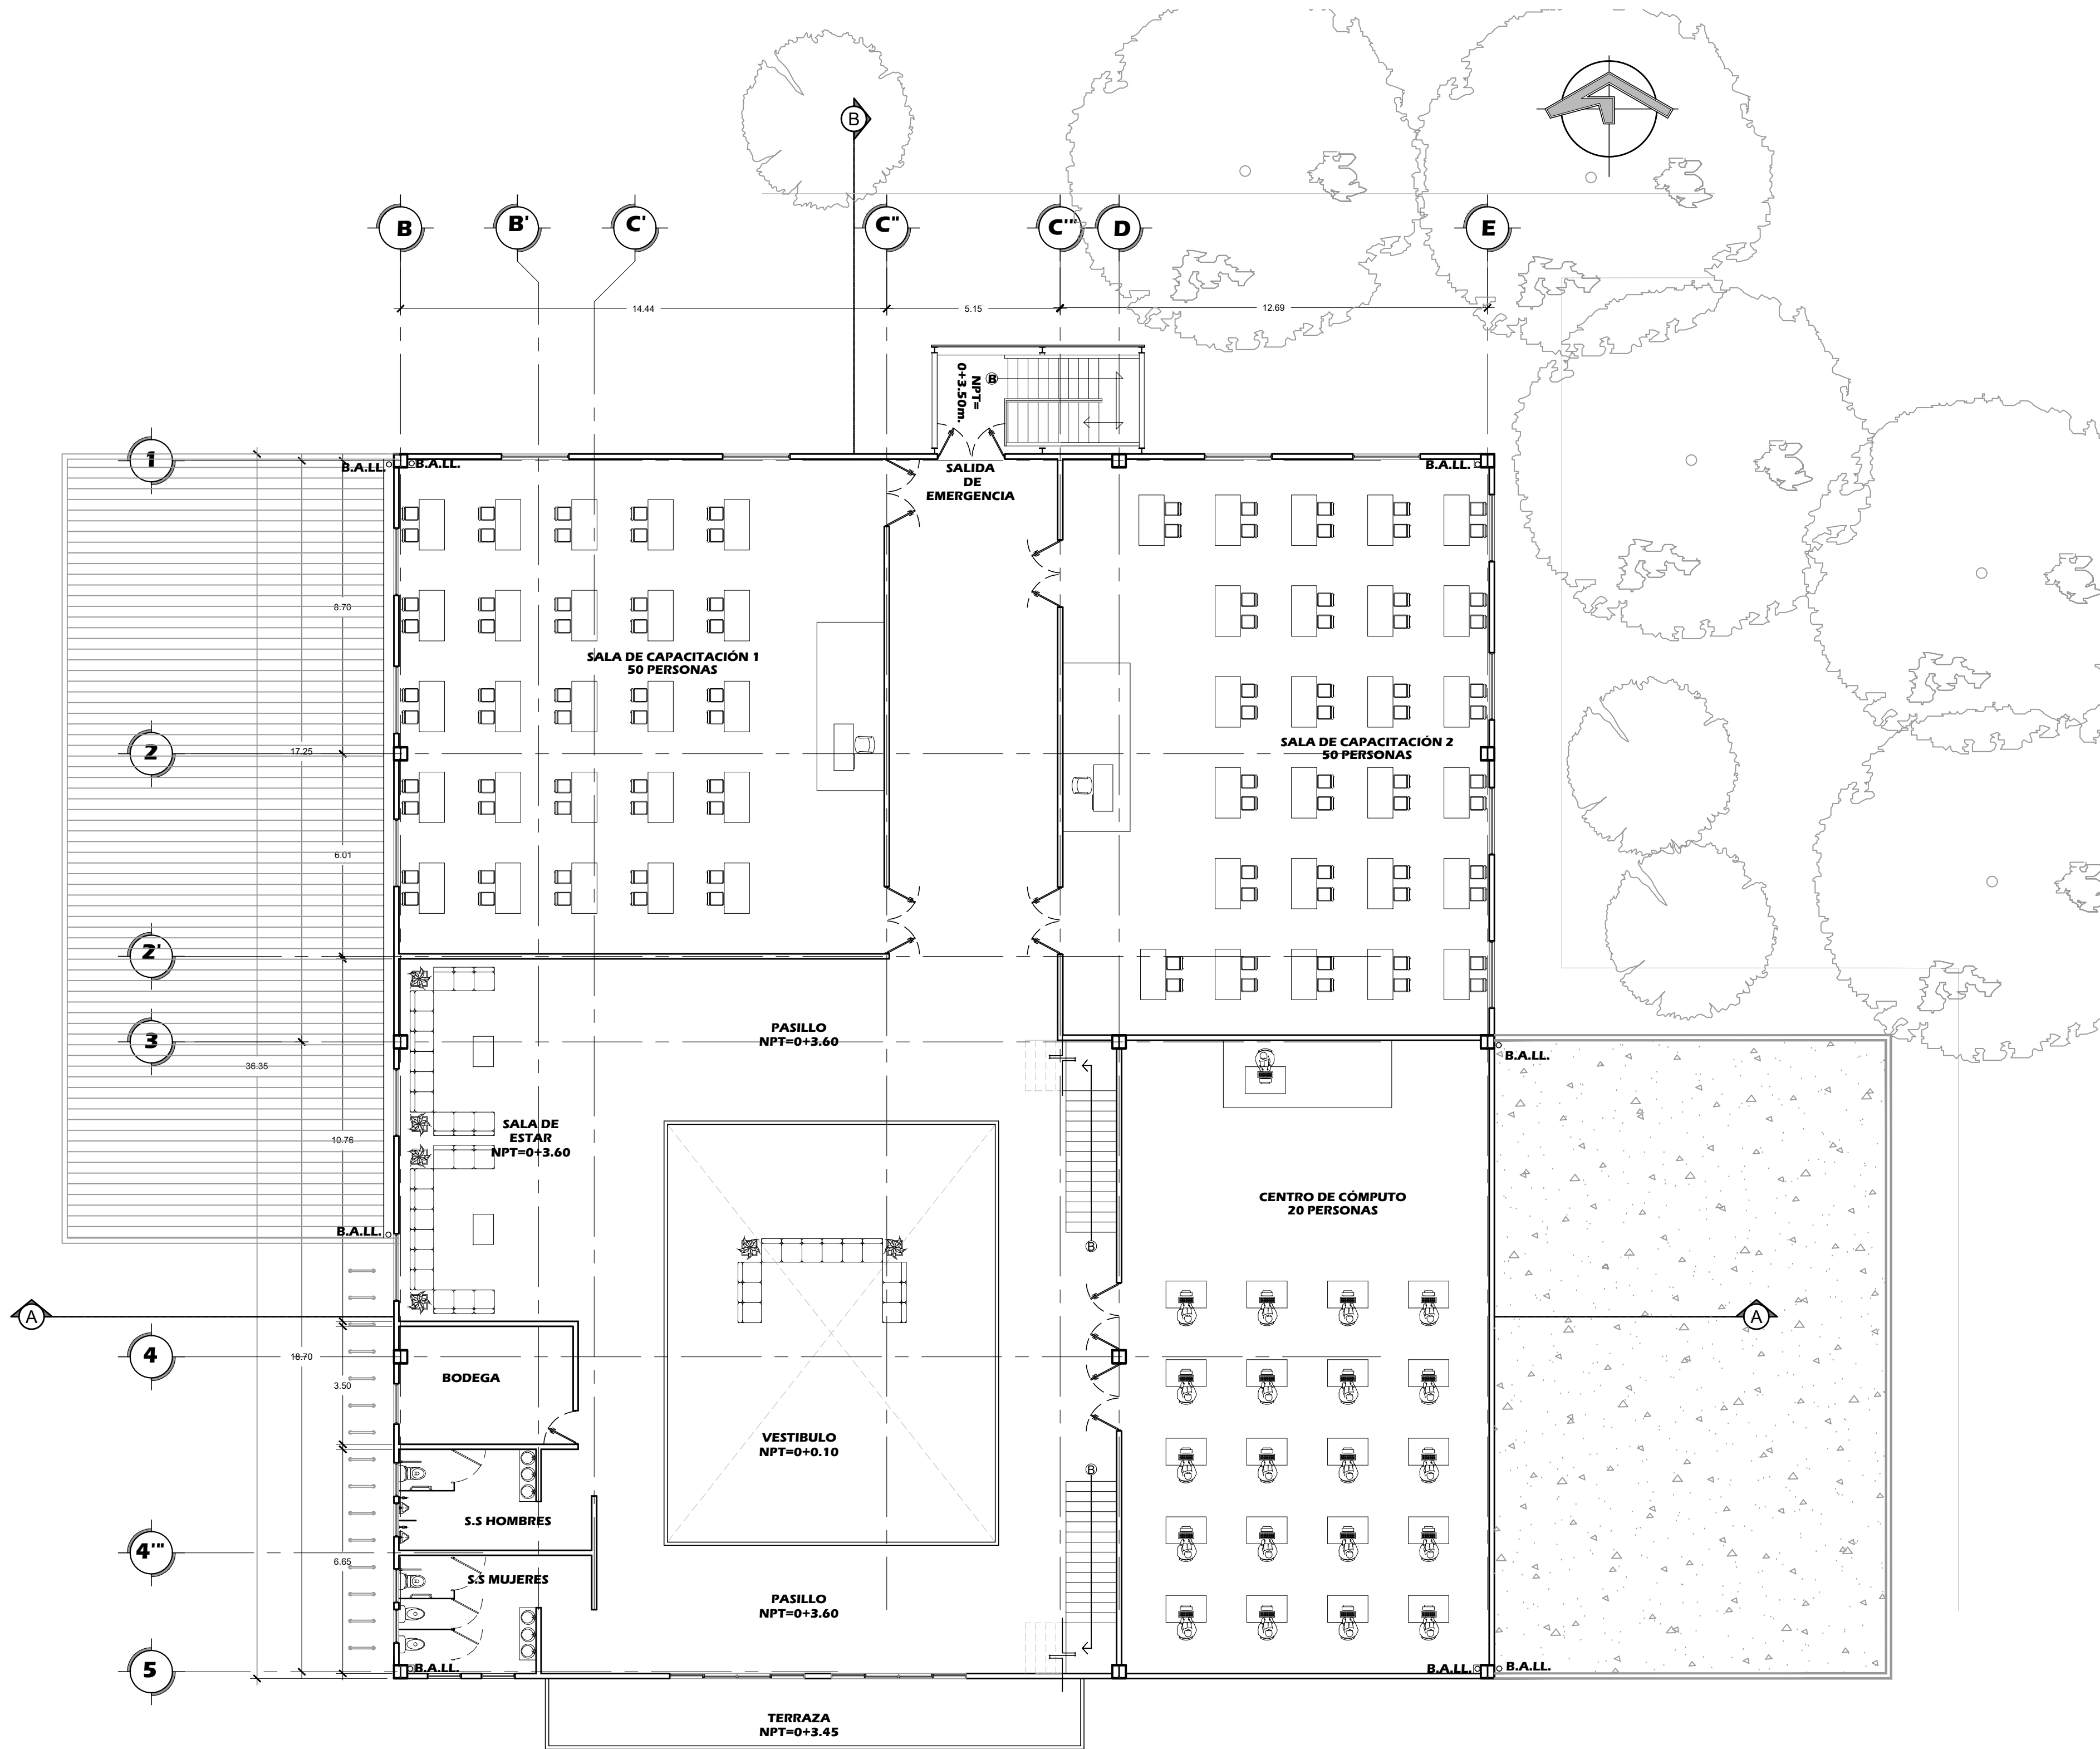 B
B
B'
C'
C"
C'"
D
E
14.44
5.15
12.69
NPT=
0+3.50m.
B
1
B.A.LL.
B.A.LL.
SALIDA
DE
EMERGENCIA
B.A.LL.
8.70
SALA DE CAPACITACIÓN 1
50 PERSONAS
2
17.25
SALA DE CAPACITACIÓN 2
50 PERSONAS
6.01
2'
3
PASILLO
NPT=0+3.60
B.A.LL.
36.35
10.76
SALA DE
ESTAR
NPT=0+3.60
CENTRO DE CÓMPUTO
20 PERSONAS
B.A.LL.
B
A
A
4
18.70
3.50
BODEGA
VESTIBULO
NPT=0+0.10
B
S.S HOMBRES
4'"
6.65
S.S MUJERES
PASILLO
NPT=0+3.60
5
B.A.LL.
B.A.LL.
B.A.LL.
TERRAZA
NPT=0+3.45